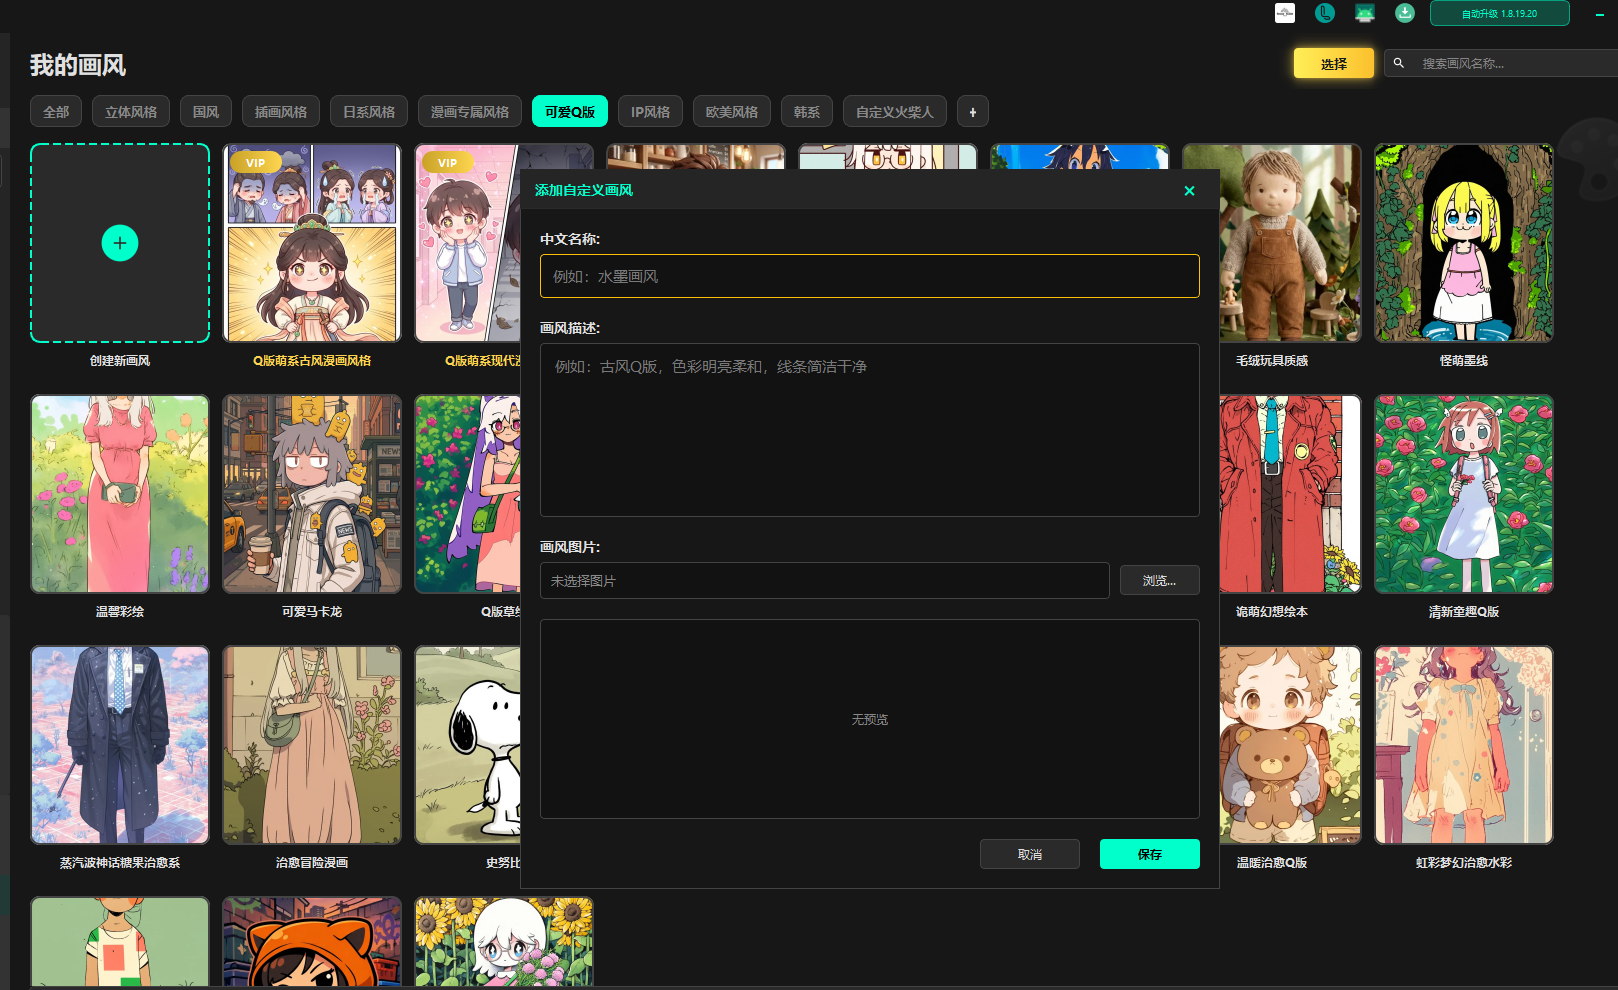 自动升级 1.8.19.20
我的画风
选择
搜索画风名称...
全部
立体风格
国风
插画风格
日系风格
漫画专属风格
可爱Q版
IP风格
欧美风格
韩系
自定义火柴人
+
VIP
VIP
创建新画风
Q版萌系古风漫画风格
Q版萌系现代
毛绒玩具质感
怪萌墨线
添加自定义画风
中文名称:
例如：水墨画风
画风描述:
例如：古风Q版，色彩明亮柔和，线条简洁干净
画风图片:
未选择图片
浏览...
无预览
取消
保存
NEWS
NEWS
温馨彩绘
可爱马卡龙
Q版草
诡萌幻想绘本
清新童趣Q版
蒸汽波神话糖果治愈系
治愈冒险漫画
史努比
温暖治愈Q版
虹彩梦幻治愈水彩